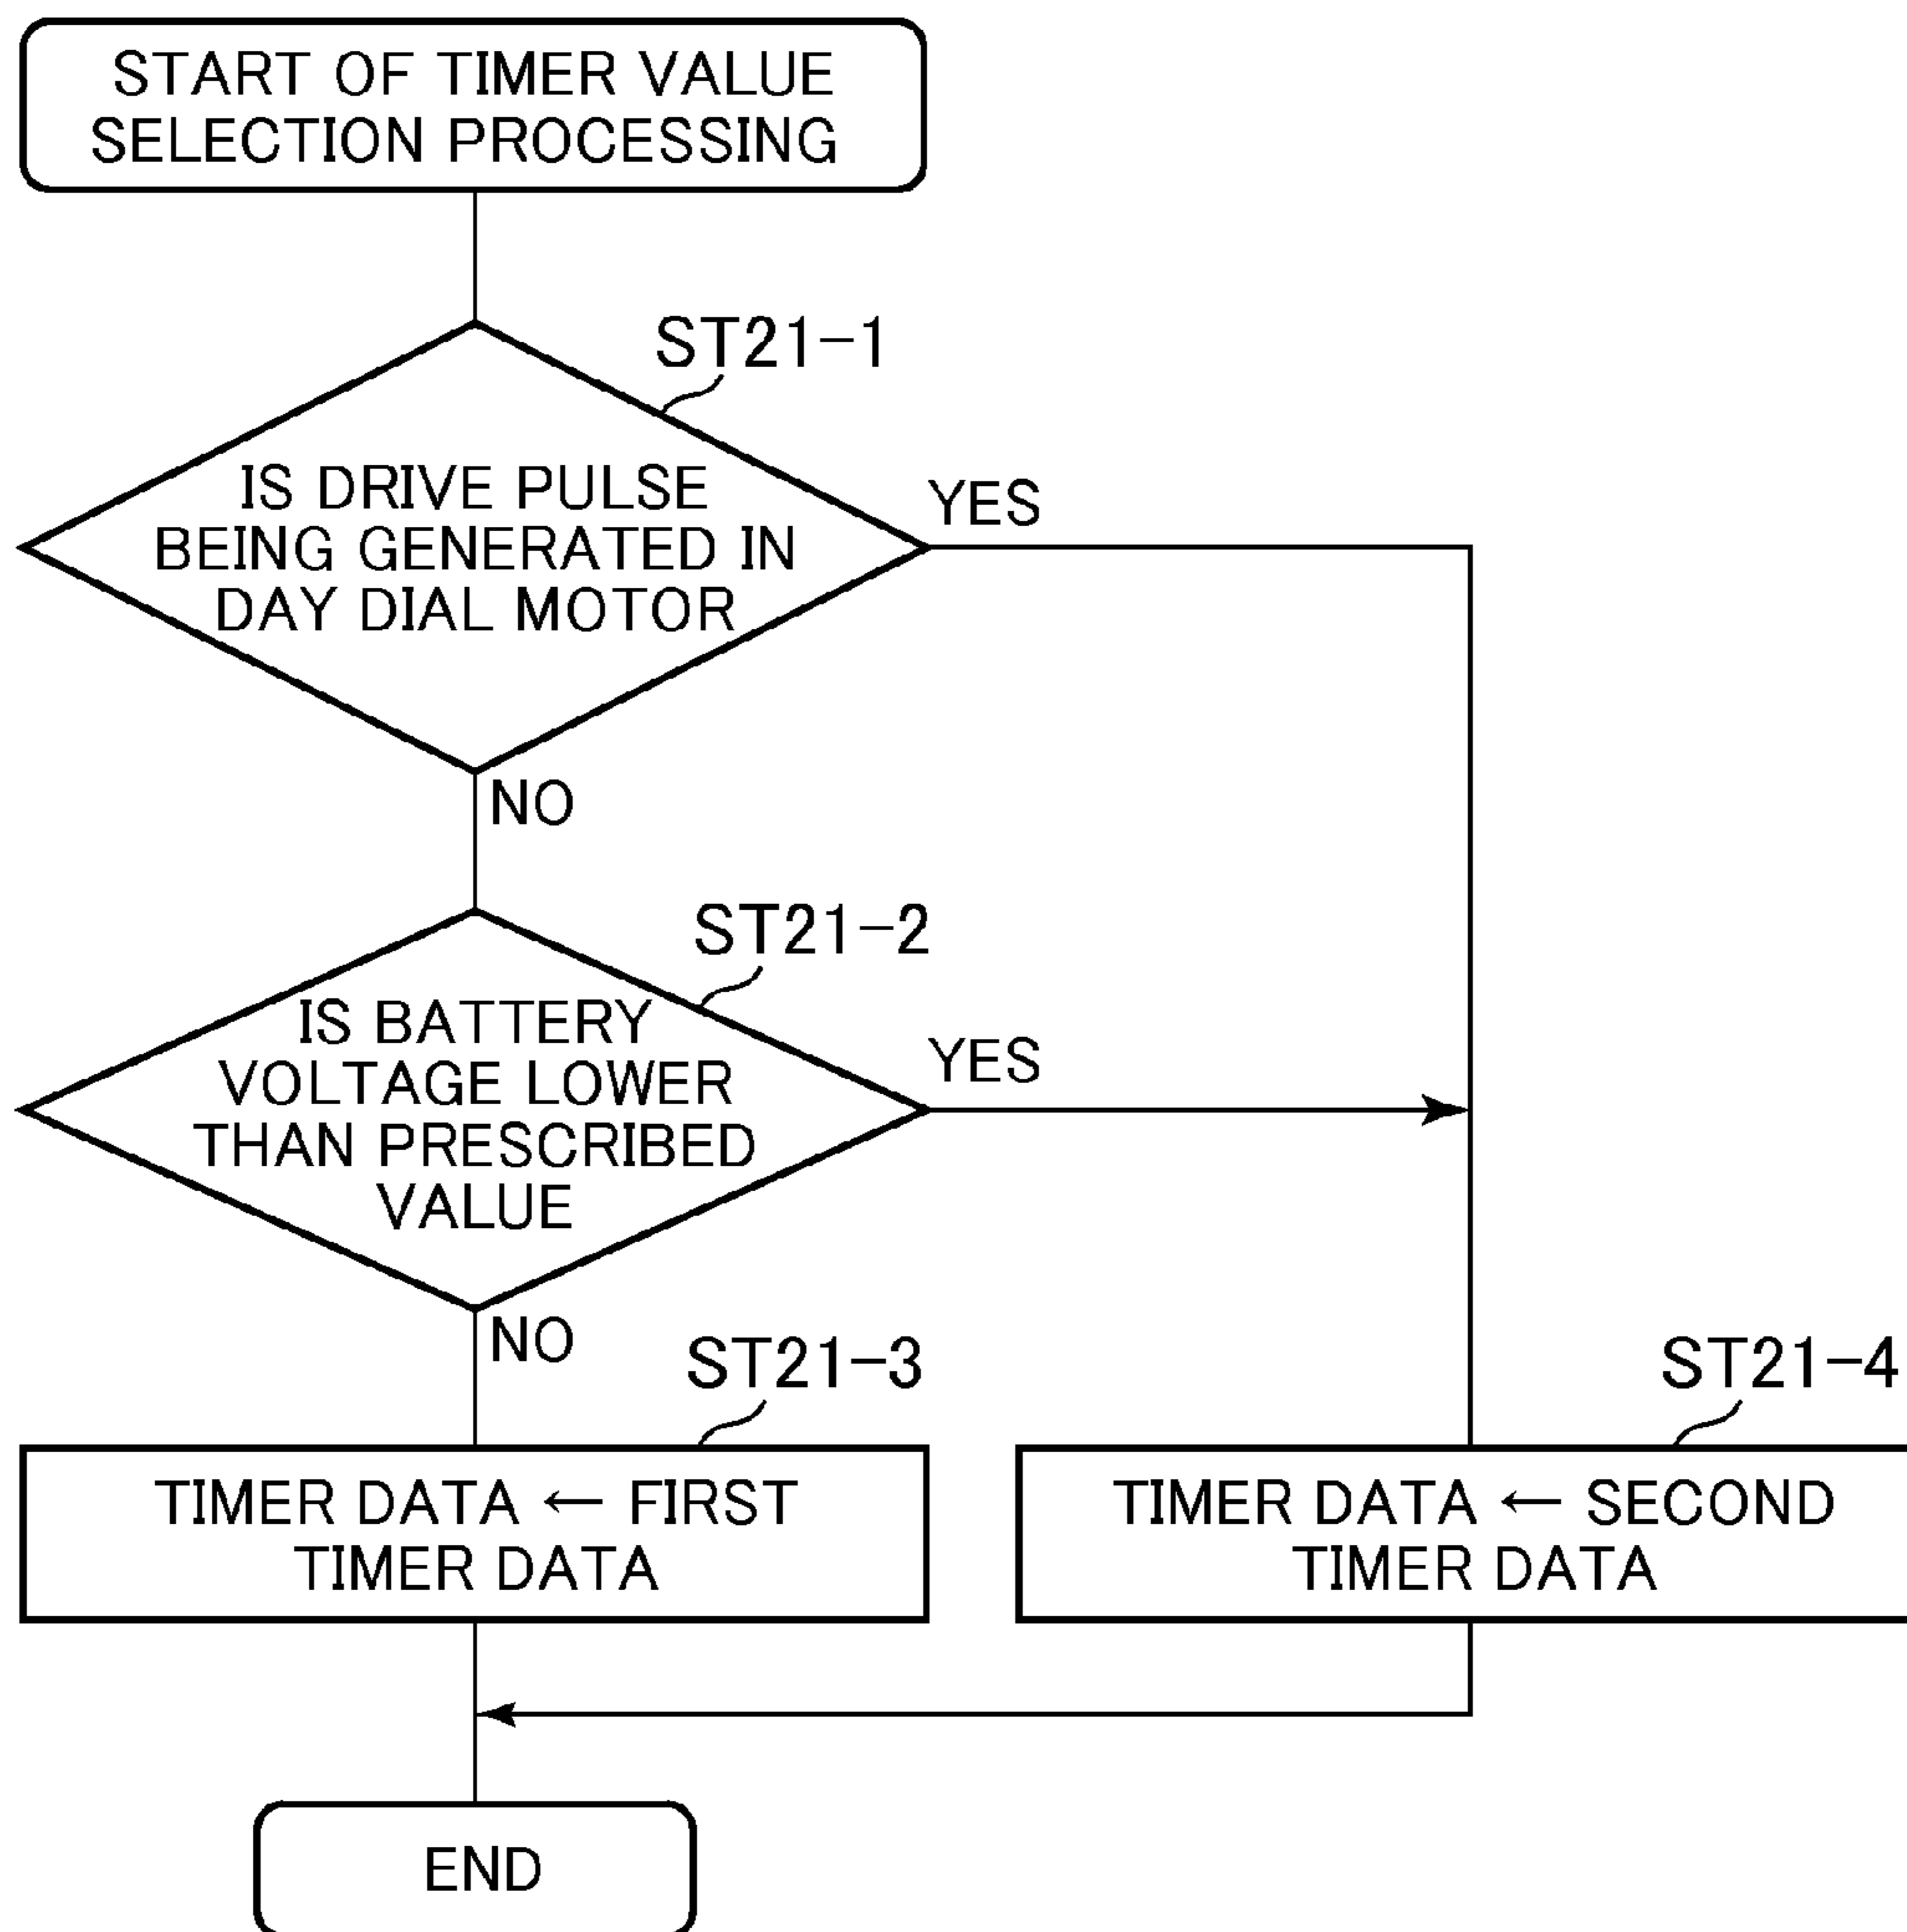 START OF TIMER VALUE
SELECTION PROCESSING
ST21-1
IS DRIVE PULSE
BEING GENERATED IN
DAY DIAL MOTOR
YES
NO
ST21-2
IS BATTERY
VOLTAGE LOWER
THAN PRESCRIBED
VALUE
YES
NO
ST21-3
TIMER DATA ← FIRST
TIMER DATA
ST21-4
TIMER DATA ← SECOND
TIMER DATA
END